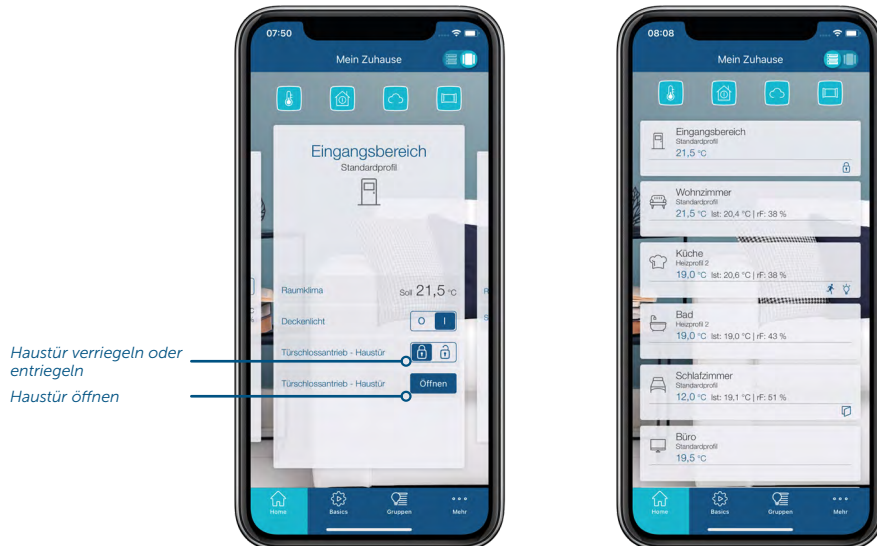 Haustür verriegeln oder
entriegeln
Haustür öffnen
07:50
Mein Zuhause
Eingangsbereich
Standardprofil
Raumklima
Soll 21,5 °C
Deckenlicht
O I
Türschlossantrieb - Haustür
Türschlossantrieb - Haustür
Öffnen
Home
Basics
Gruppen
Mehr
08:08
Mein Zuhause
Eingangsbereich
Standardprofil
21,5 °C
Wohnzimmer
Standardprofil
21,5 °C Ist: 20,4 °C | rF: 38 %
Küche
Heizprofil 2
19,0 °C Ist: 20,6 °C | rF: 38 %
Bad
Heizprofil 2
19,0 °C Ist: 19,0 °C | rF: 43 %
Schlafzimmer
Standardprofil
12,0 °C Ist: 19,1 °C | rF: 51 %
Büro
Standardprofil
19,5 °C
Home
Basics
Gruppen
Mehr